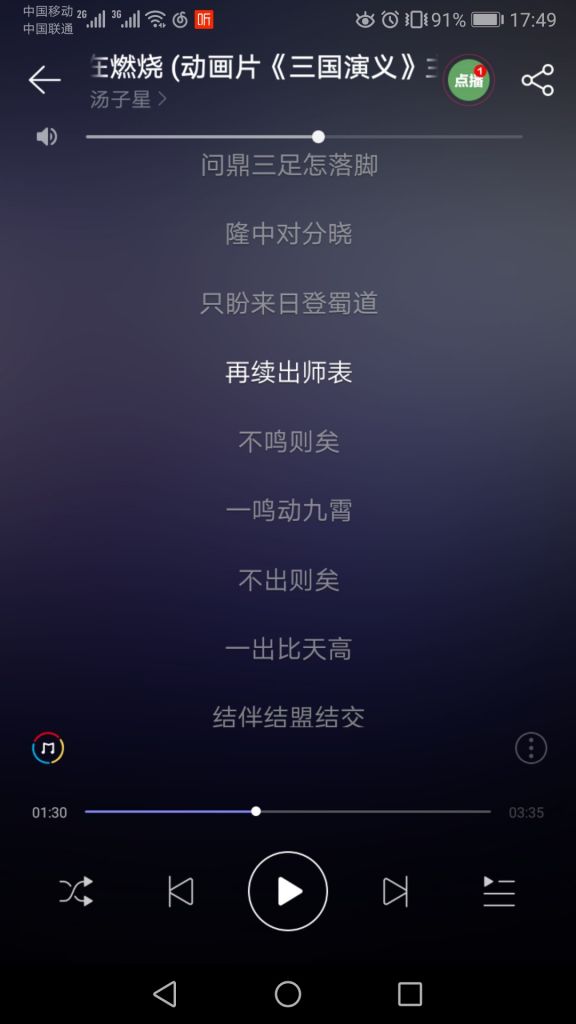 中国移动 2G 3G 听 91% 17:49
中国联通
在燃烧 (动画片《三国演义》主
汤子星
点播 1
问鼎三足怎落脚
隆中对分晓
只盼来日登蜀道
再续出师表
不鸣则矣
一鸣动九霄
不出则矣
一出比天高
结伴结盟结交
01:30 03:35